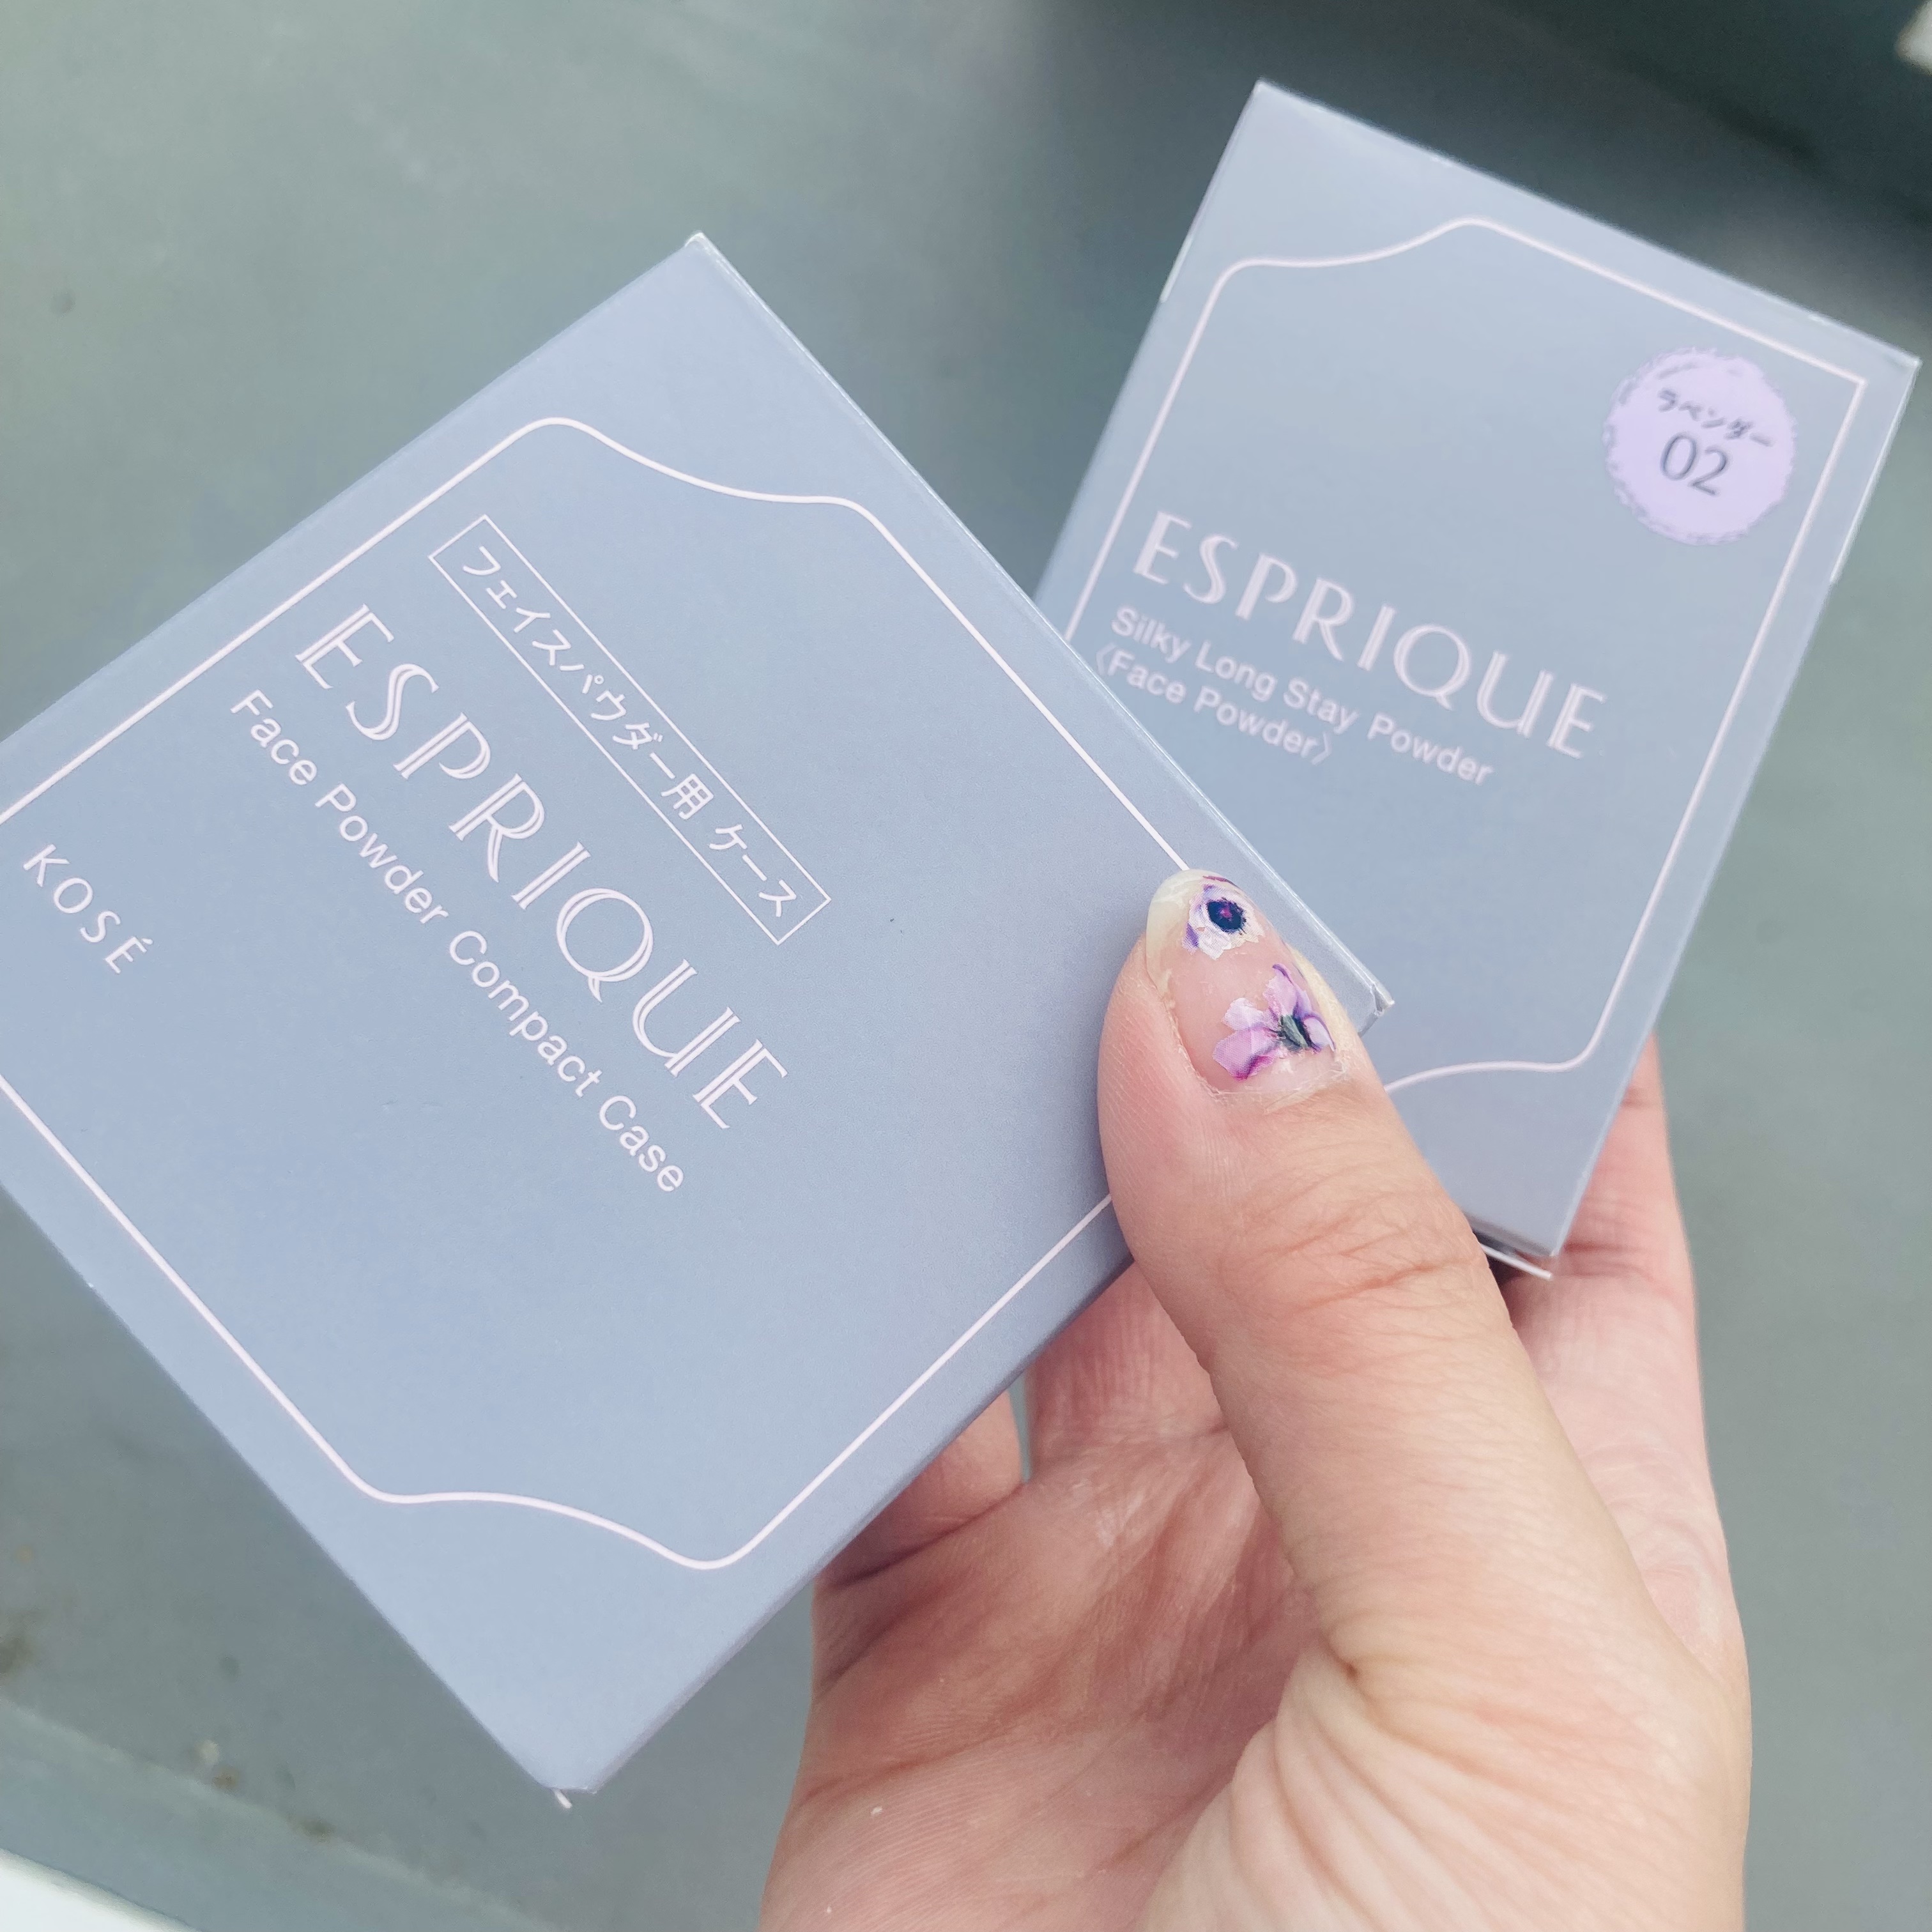 フェイスパウダー用 ケース
ESPRIQUE
Face Powder Compact Case
KOSÉ
ラベンダー
02
ESPRIQUE
Silky Long Stay Powder
〈Face Powder〉